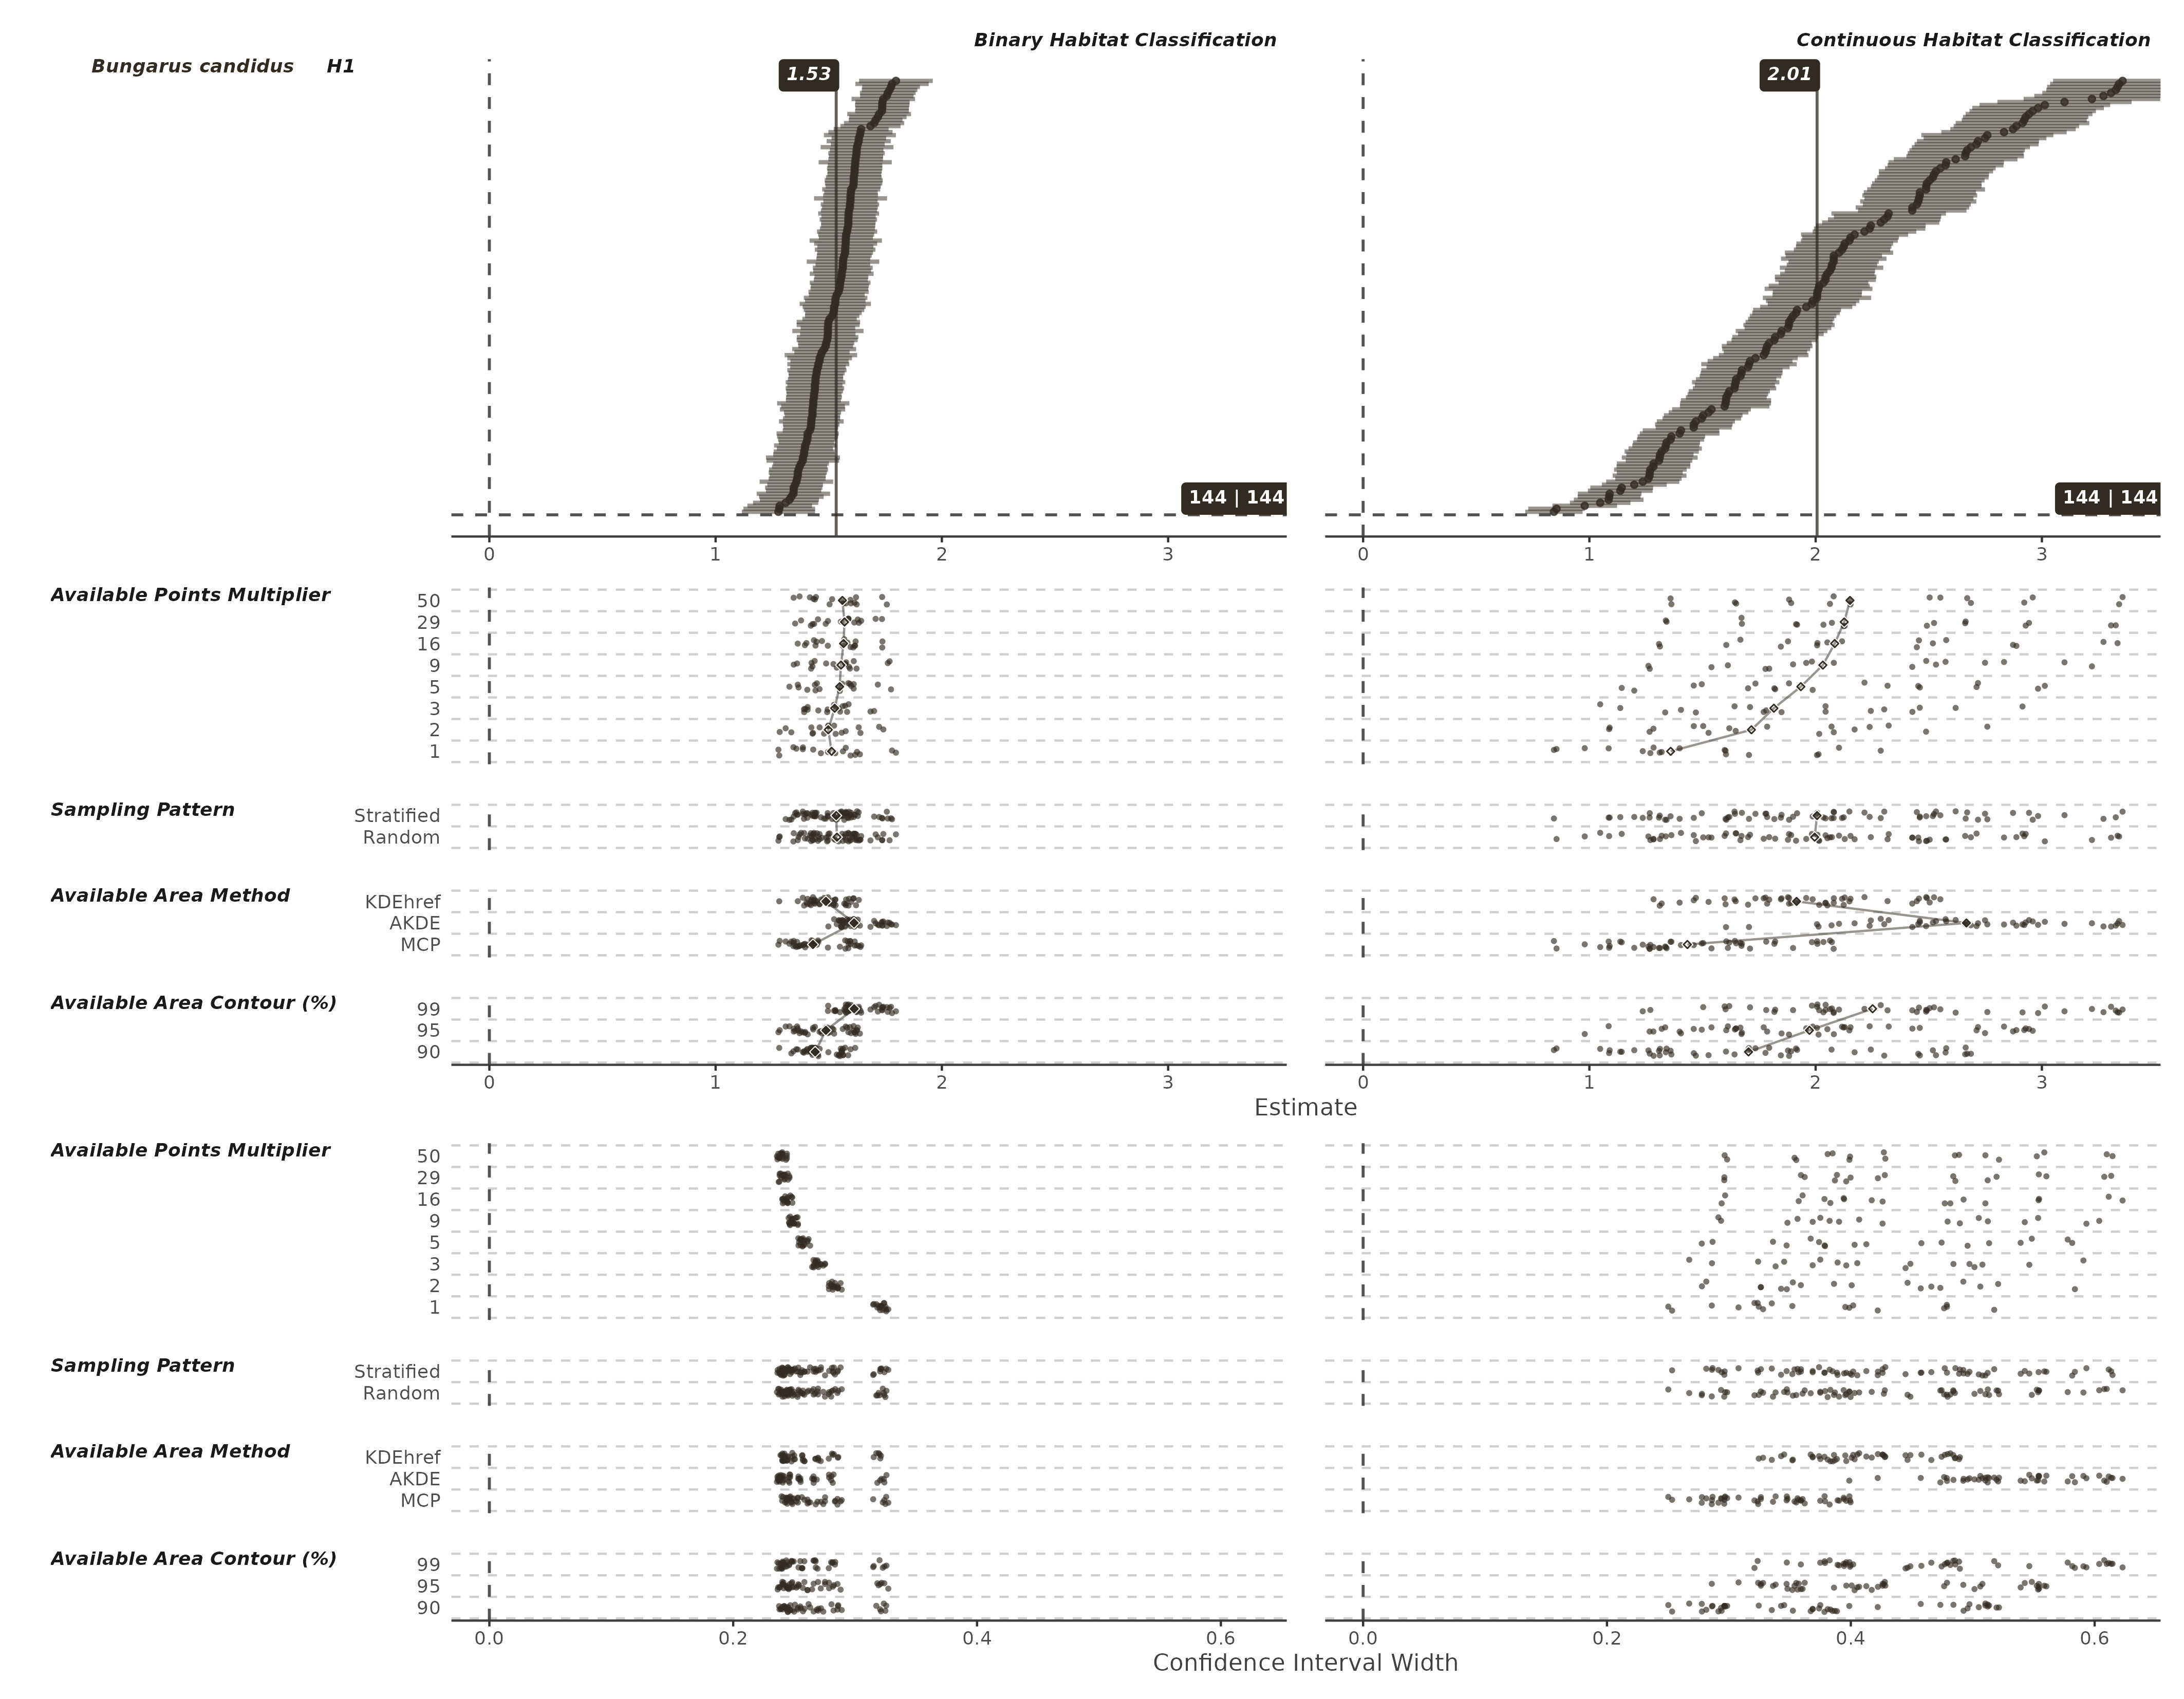 Binary Habitat Classification
Continuous Habitat Classification
Bungarus candidus H1
1.53
2.01
144 | 144
144 | 144
0 1 2 3
0 1 2 3
Available Points Multiplier
50
29
16
9
5
3
2
1
Sampling Pattern
Stratified
Random
Available Area Method
KDEhref
AKDE
MCP
Available Area Contour (%)
99
95
90
0 1 2 3
0 1 2 3
Estimate
Available Points Multiplier
50
29
16
9
5
3
2
1
Sampling Pattern
Stratified
Random
Available Area Method
KDEhref
AKDE
MCP
Available Area Contour (%)
99
95
90
0.0 0.2 0.4 0.6
0.0 0.2 0.4 0.6
Confidence Interval Width